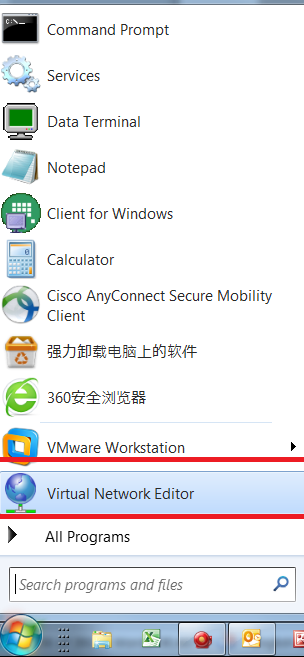 Command Prompt
Services
Data Terminal
Notepad
Client for Windows
Calculator
Cisco AnyConnect Secure Mobility
Client
强力卸载电脑上的软件
360安全浏览器
VMware Workstation
Virtual Network Editor
All Programs
Search programs and files